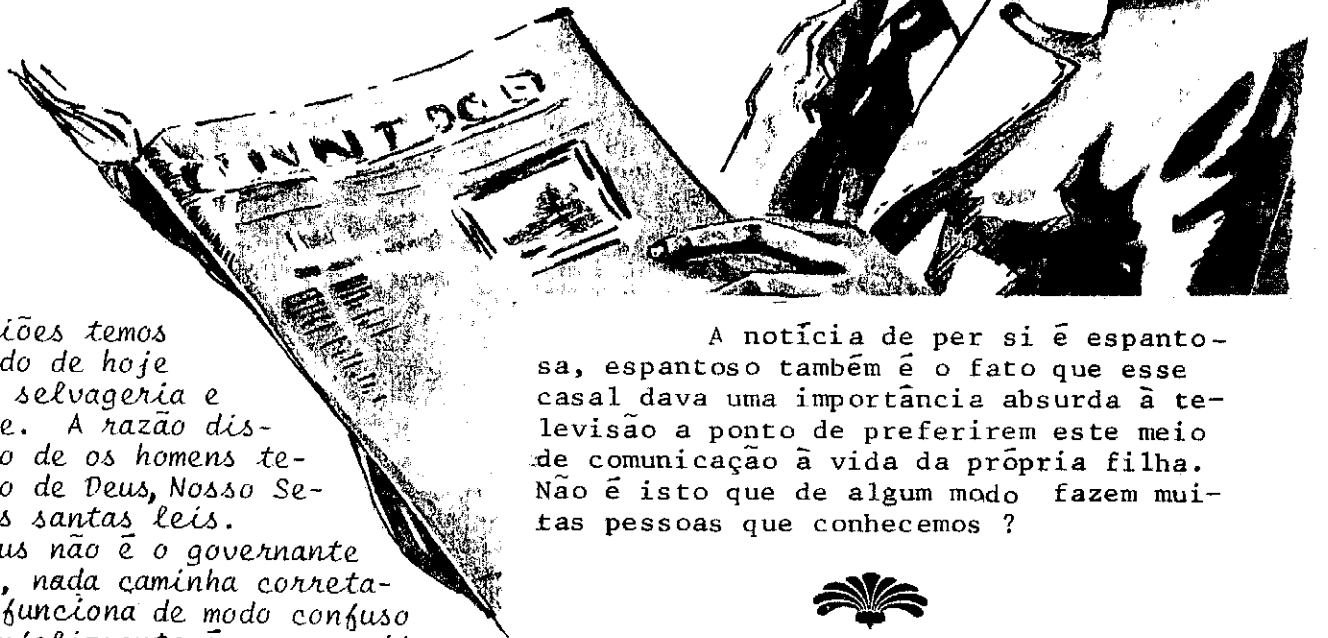 iões temos
do de hoje
selvageria e
e. A razão dis-
o de os homens te-
o de Deus, Nosso Se-
s santas leis.
us não é o governante
, nada caminha correta-
funciona de modo confuso
A notícia de per si é espanto-
sa, espantoso também é o fato que esse
casal dava uma importância absurda à te-
levisão a ponto de preferirem este meio
de comunicação à vida da própria filha.
Não é isto que de algum modo fazem mui-
tas pessoas que conhecemos ?